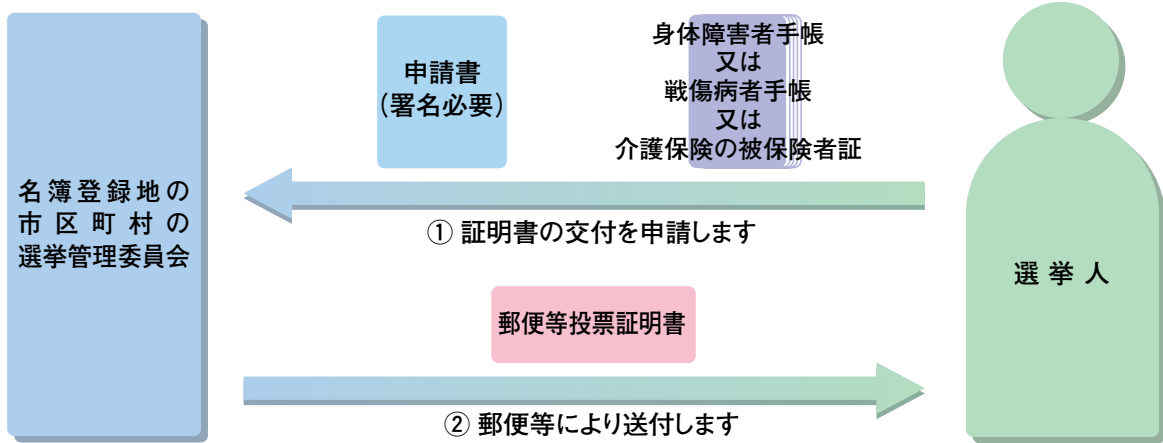 申請書
（署名必要）
身体障害者手帳
又は
戦傷病者手帳
又は
介護保険の被保険者証
名簿登録地の
市区町村の
選挙管理委員会
① 証明書の交付を申請します
選挙人
郵便等投票証明書
② 郵便等により送付します